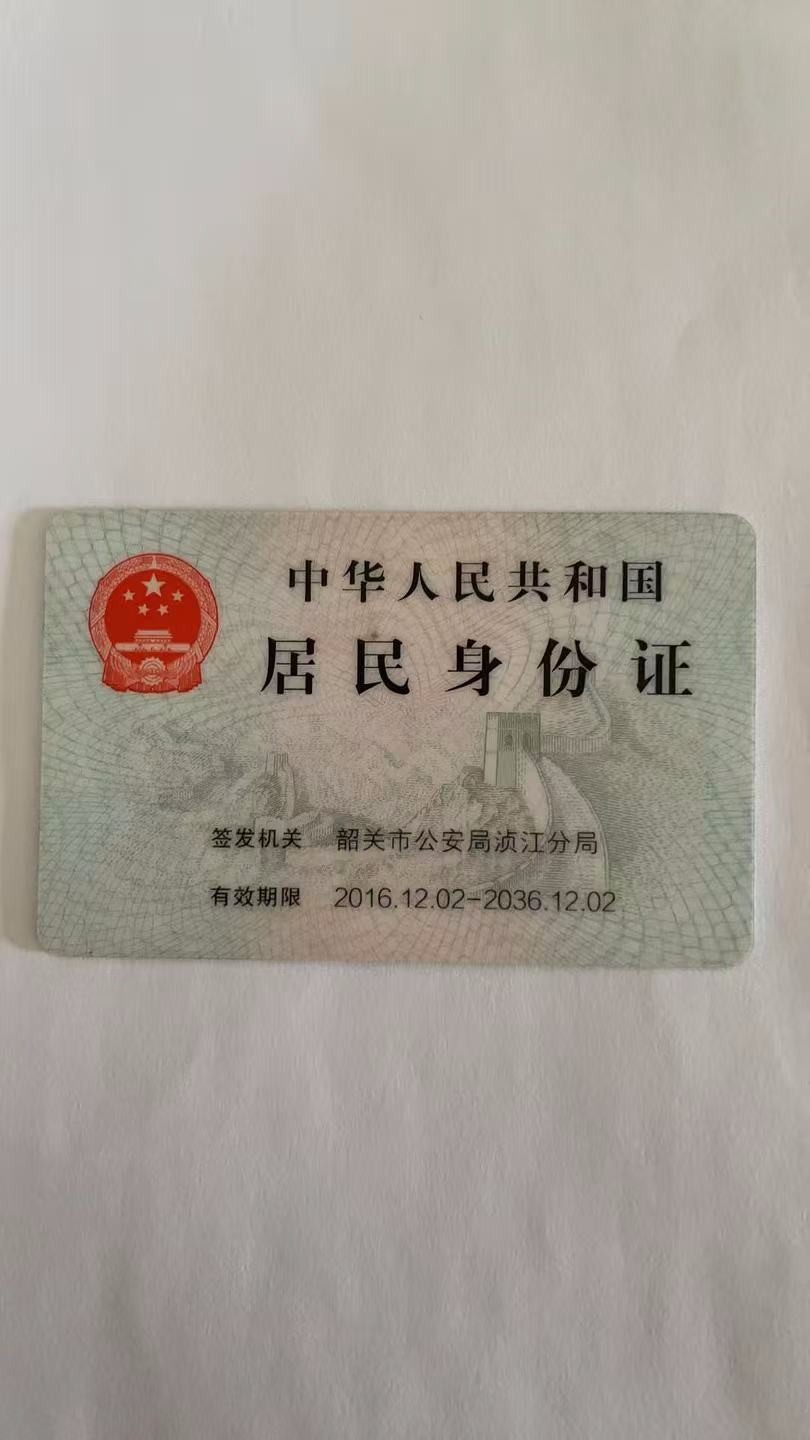 中华人民共和国
居民身份证
签发机关 韶关市公安局浈江分局
有效期限 2016.12.02-2036.12.02